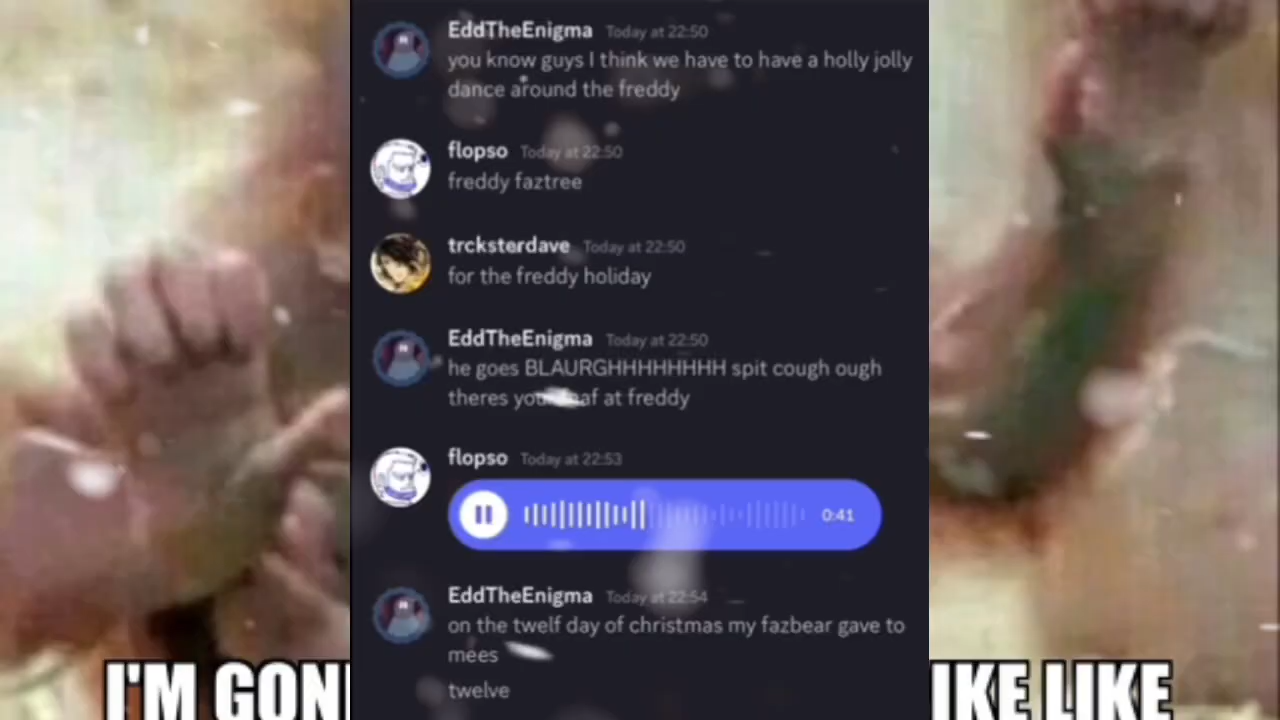 EddTheEnigma Today at 22:50
you know guys I think we have to have a holly jolly
dance around the freddy
flopso Today at 22:50
freddy faztree
trcksterdave Today at 22:50
for the freddy holiday
EddTheEnigma Today at 22:50
he goes BLAURGHHHHHHHHH spit cough ough
theres at freddy
flopso Today at 22:53
0:41
EddTheEnigma Today at 22:54
on the twelf day of christmas my fazbear gave to
mees
twelve
I'M GON IKE LIKE